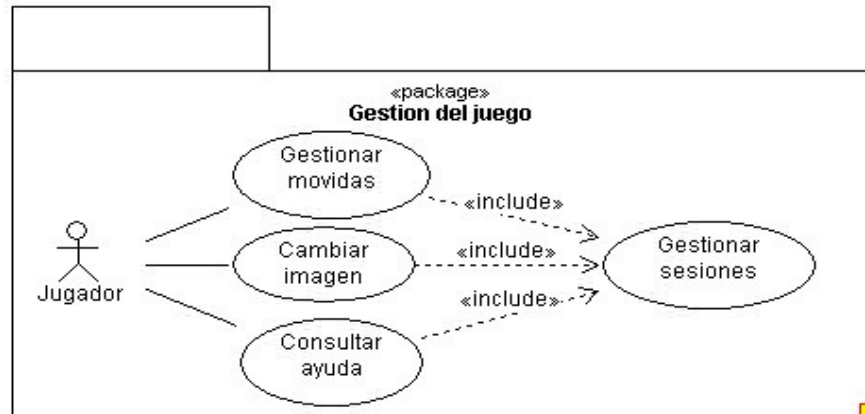 «package»
Gestion del juego
Gestionar
movidas
«include»
Cambiar
imagen
«include»
Gestionar
sesiones
Jugador
«include»
Consultar
ayuda